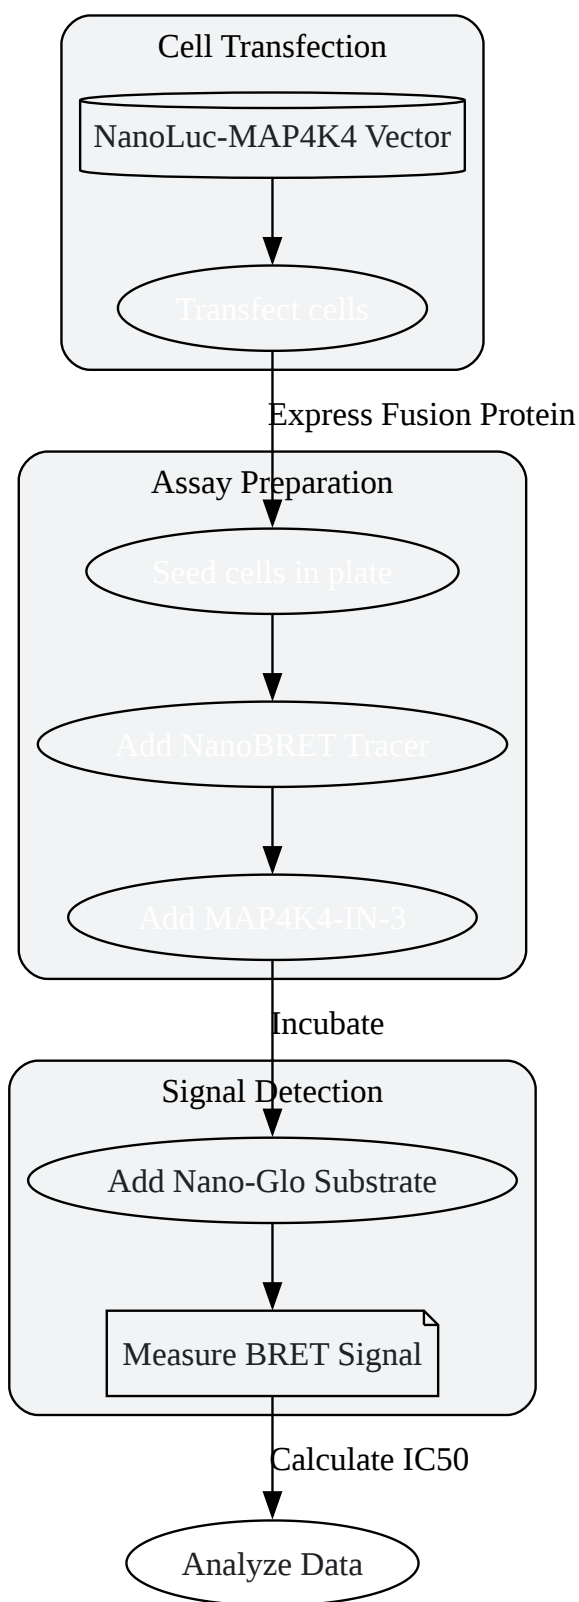 Cell Transfection
NanoLuc-MAP4K4 Vector
Transfect cells
Express Fusion Protein
Assay Preparation
Seed cells in plate
Add NanoBRET Tracer
Add MAP4K4-IN-3
Incubate
Signal Detection
Add Nano-Glo Substrate
Measure BRET Signal
Calculate IC50
Analyze Data